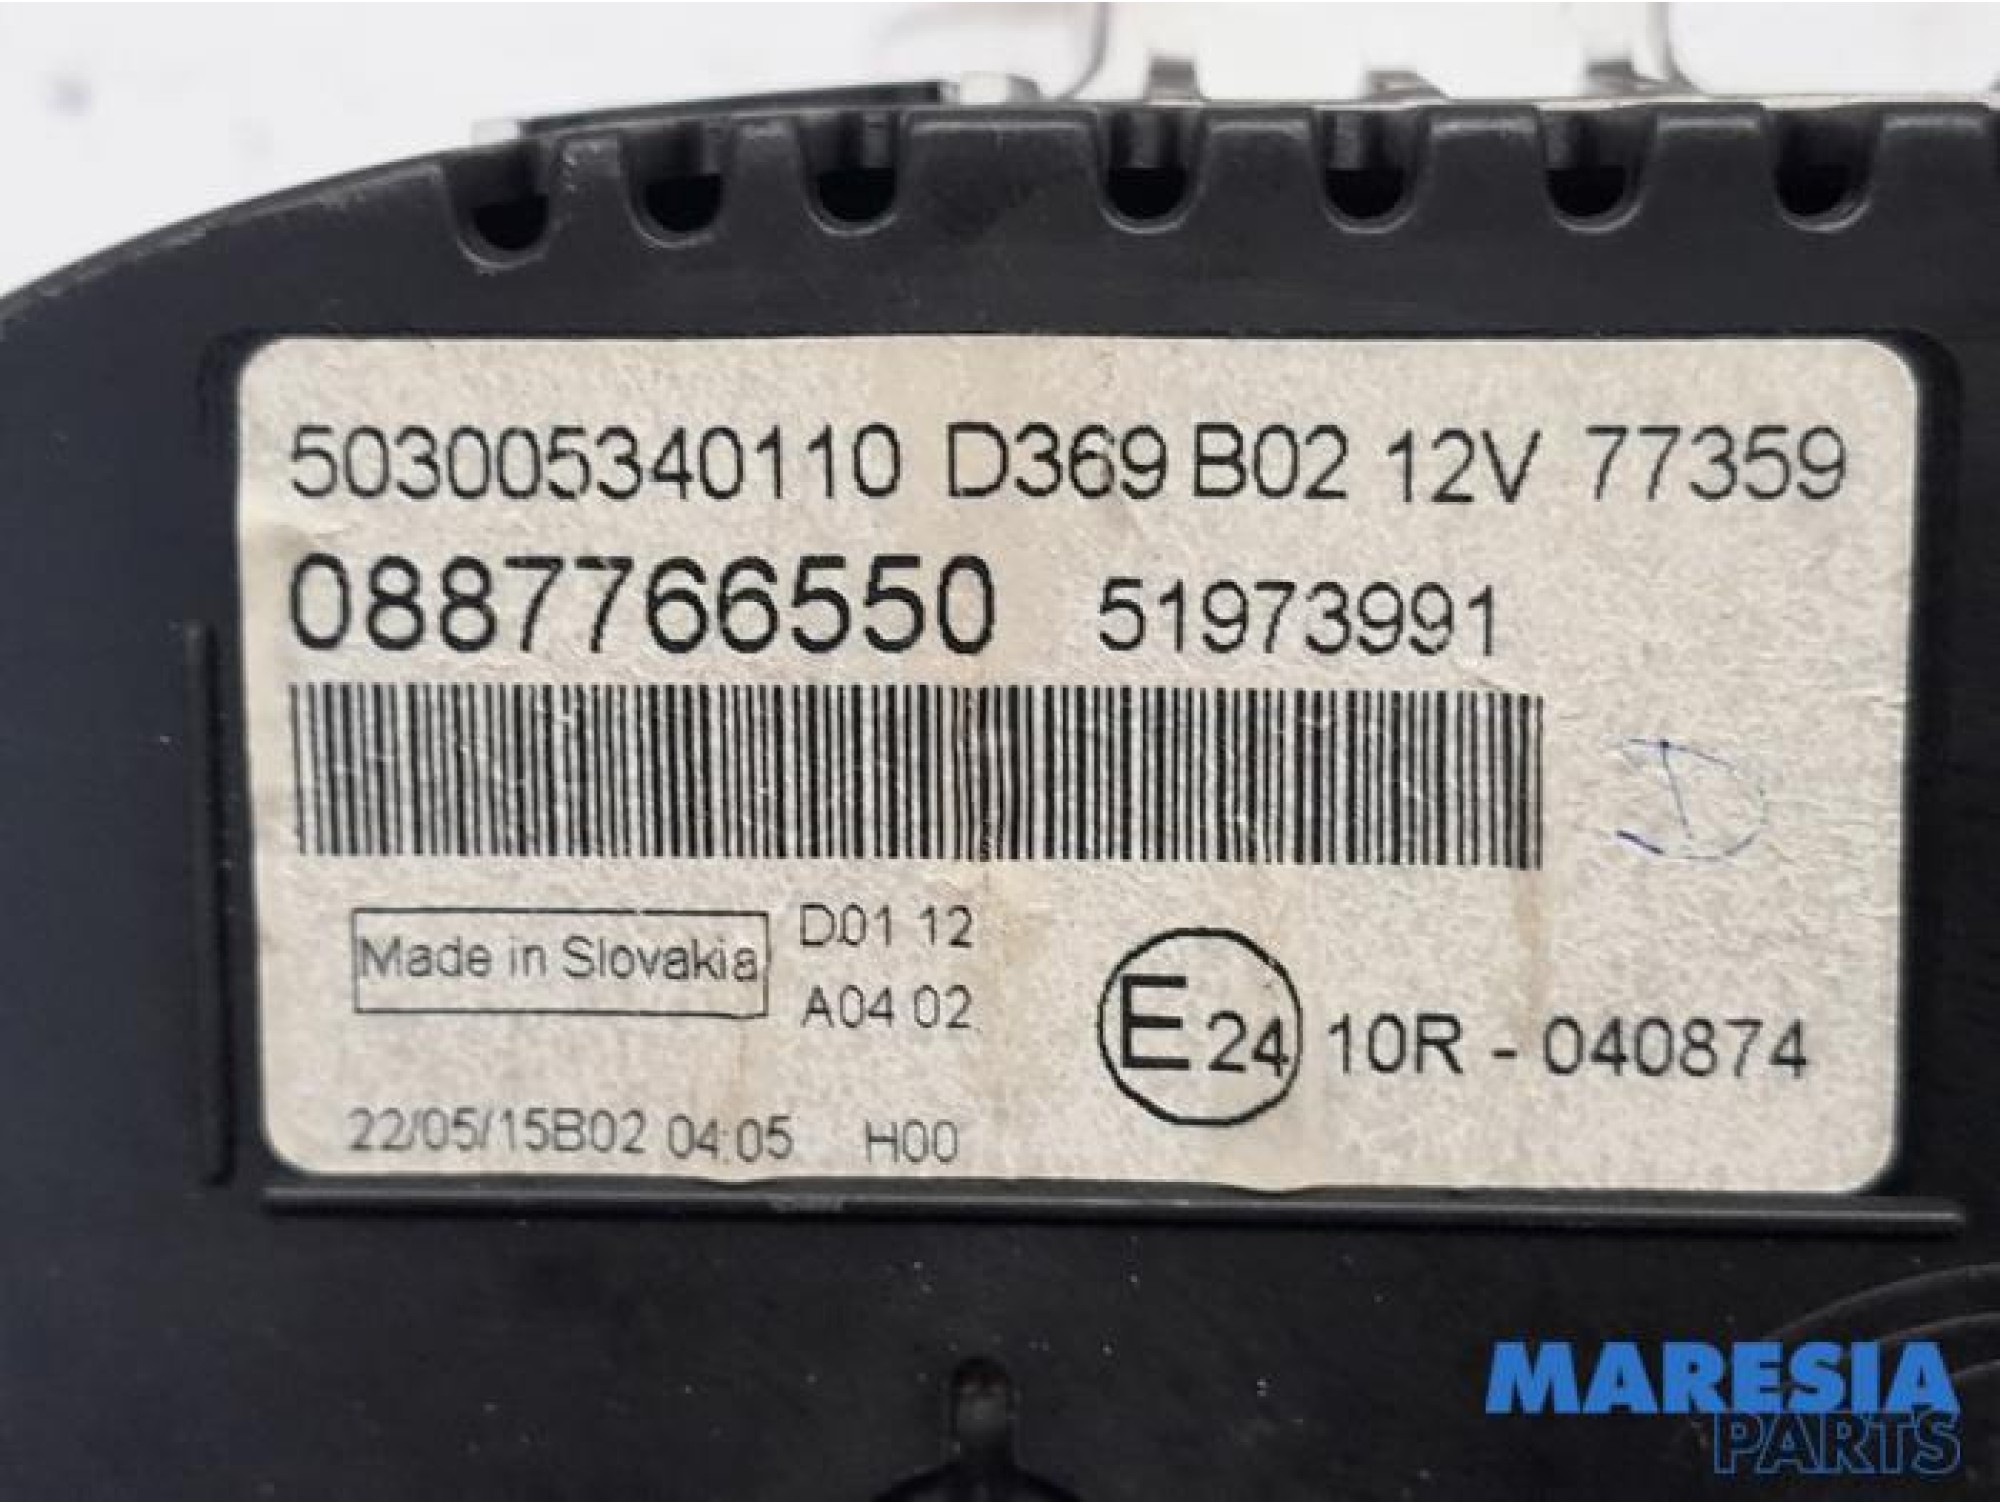 503005340110 D369 B02 12V 77359
0887766550 51973991
Made in Slovakia D01 12
A04 02
E24 10R - 040874
22/05/15B02 04:05 H00
MARESIA
PARTS